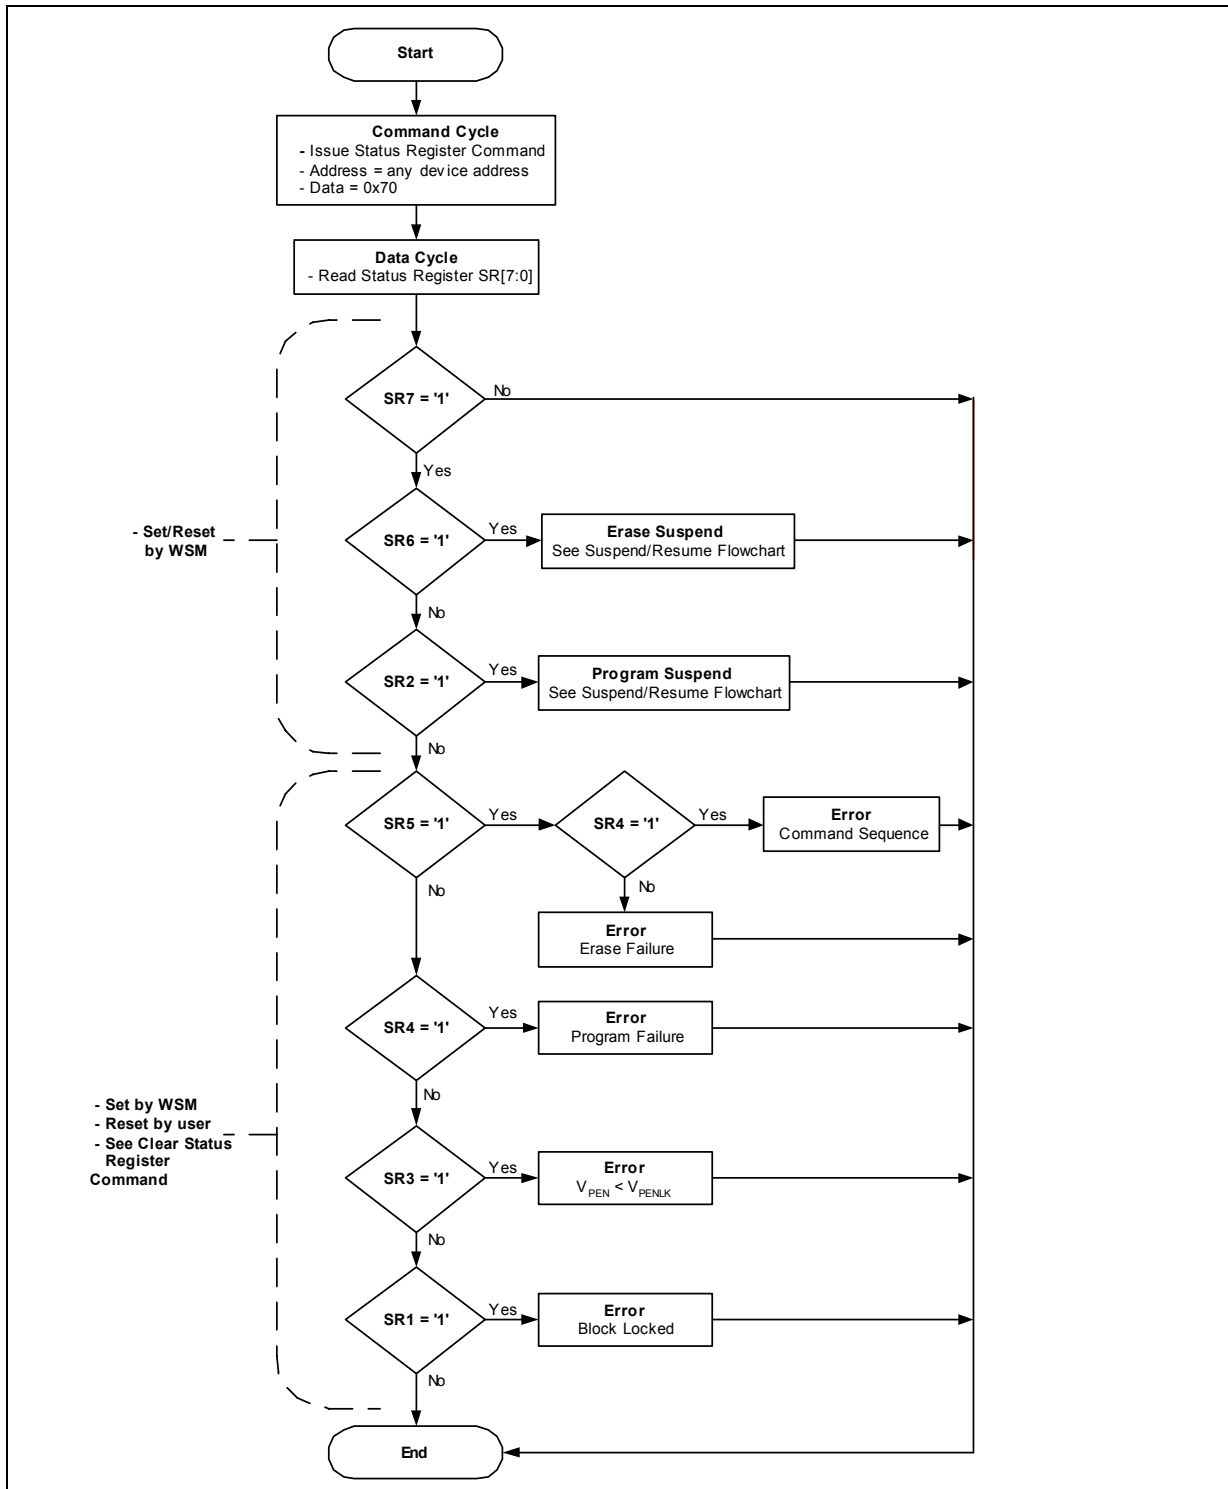 Start
Command Cycle
- Issue Status Register Command
- Address = any device address
- Data = 0x70
Data Cycle
- Read Status Register SR[7:0]
SR7 = '1'
No
Yes
- Set/Reset
by WSM
SR6 = '1'
Yes
Erase Suspend
See Suspend/Resume Flowchart
No
SR2 = '1'
Yes
Program Suspend
See Suspend/Resume Flowchart
No
SR5 = '1'
Yes
SR4 = '1'
Yes
Error
Command Sequence
No
No
Error
Erase Failure
SR4 = '1'
Yes
Error
Program Failure
No
- Set by WSM
- Reset by user
- See Clear Status
Register
Command
SR3 = '1'
Yes
Error
V PEN < V PENLK
No
SR1 = '1'
Yes
Error
Block Locked
No
End